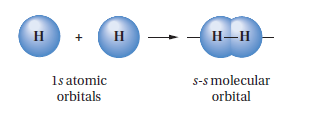 H + H H–H
1s atomic s-s molecular
orbitals orbital